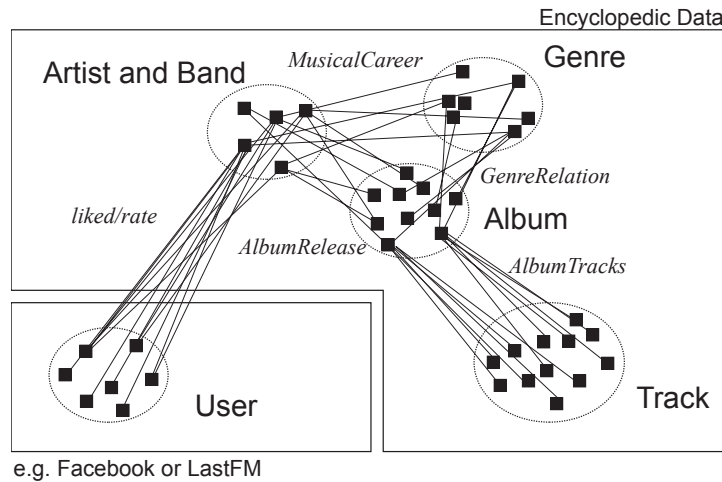 Encyclopedic Data
MusicalCareer
Genre
Artist and Band
GenreRelation
liked/rate
Album
AlbumRelease
AlbumTracks
User
Track
e.g. Facebook or LastFM